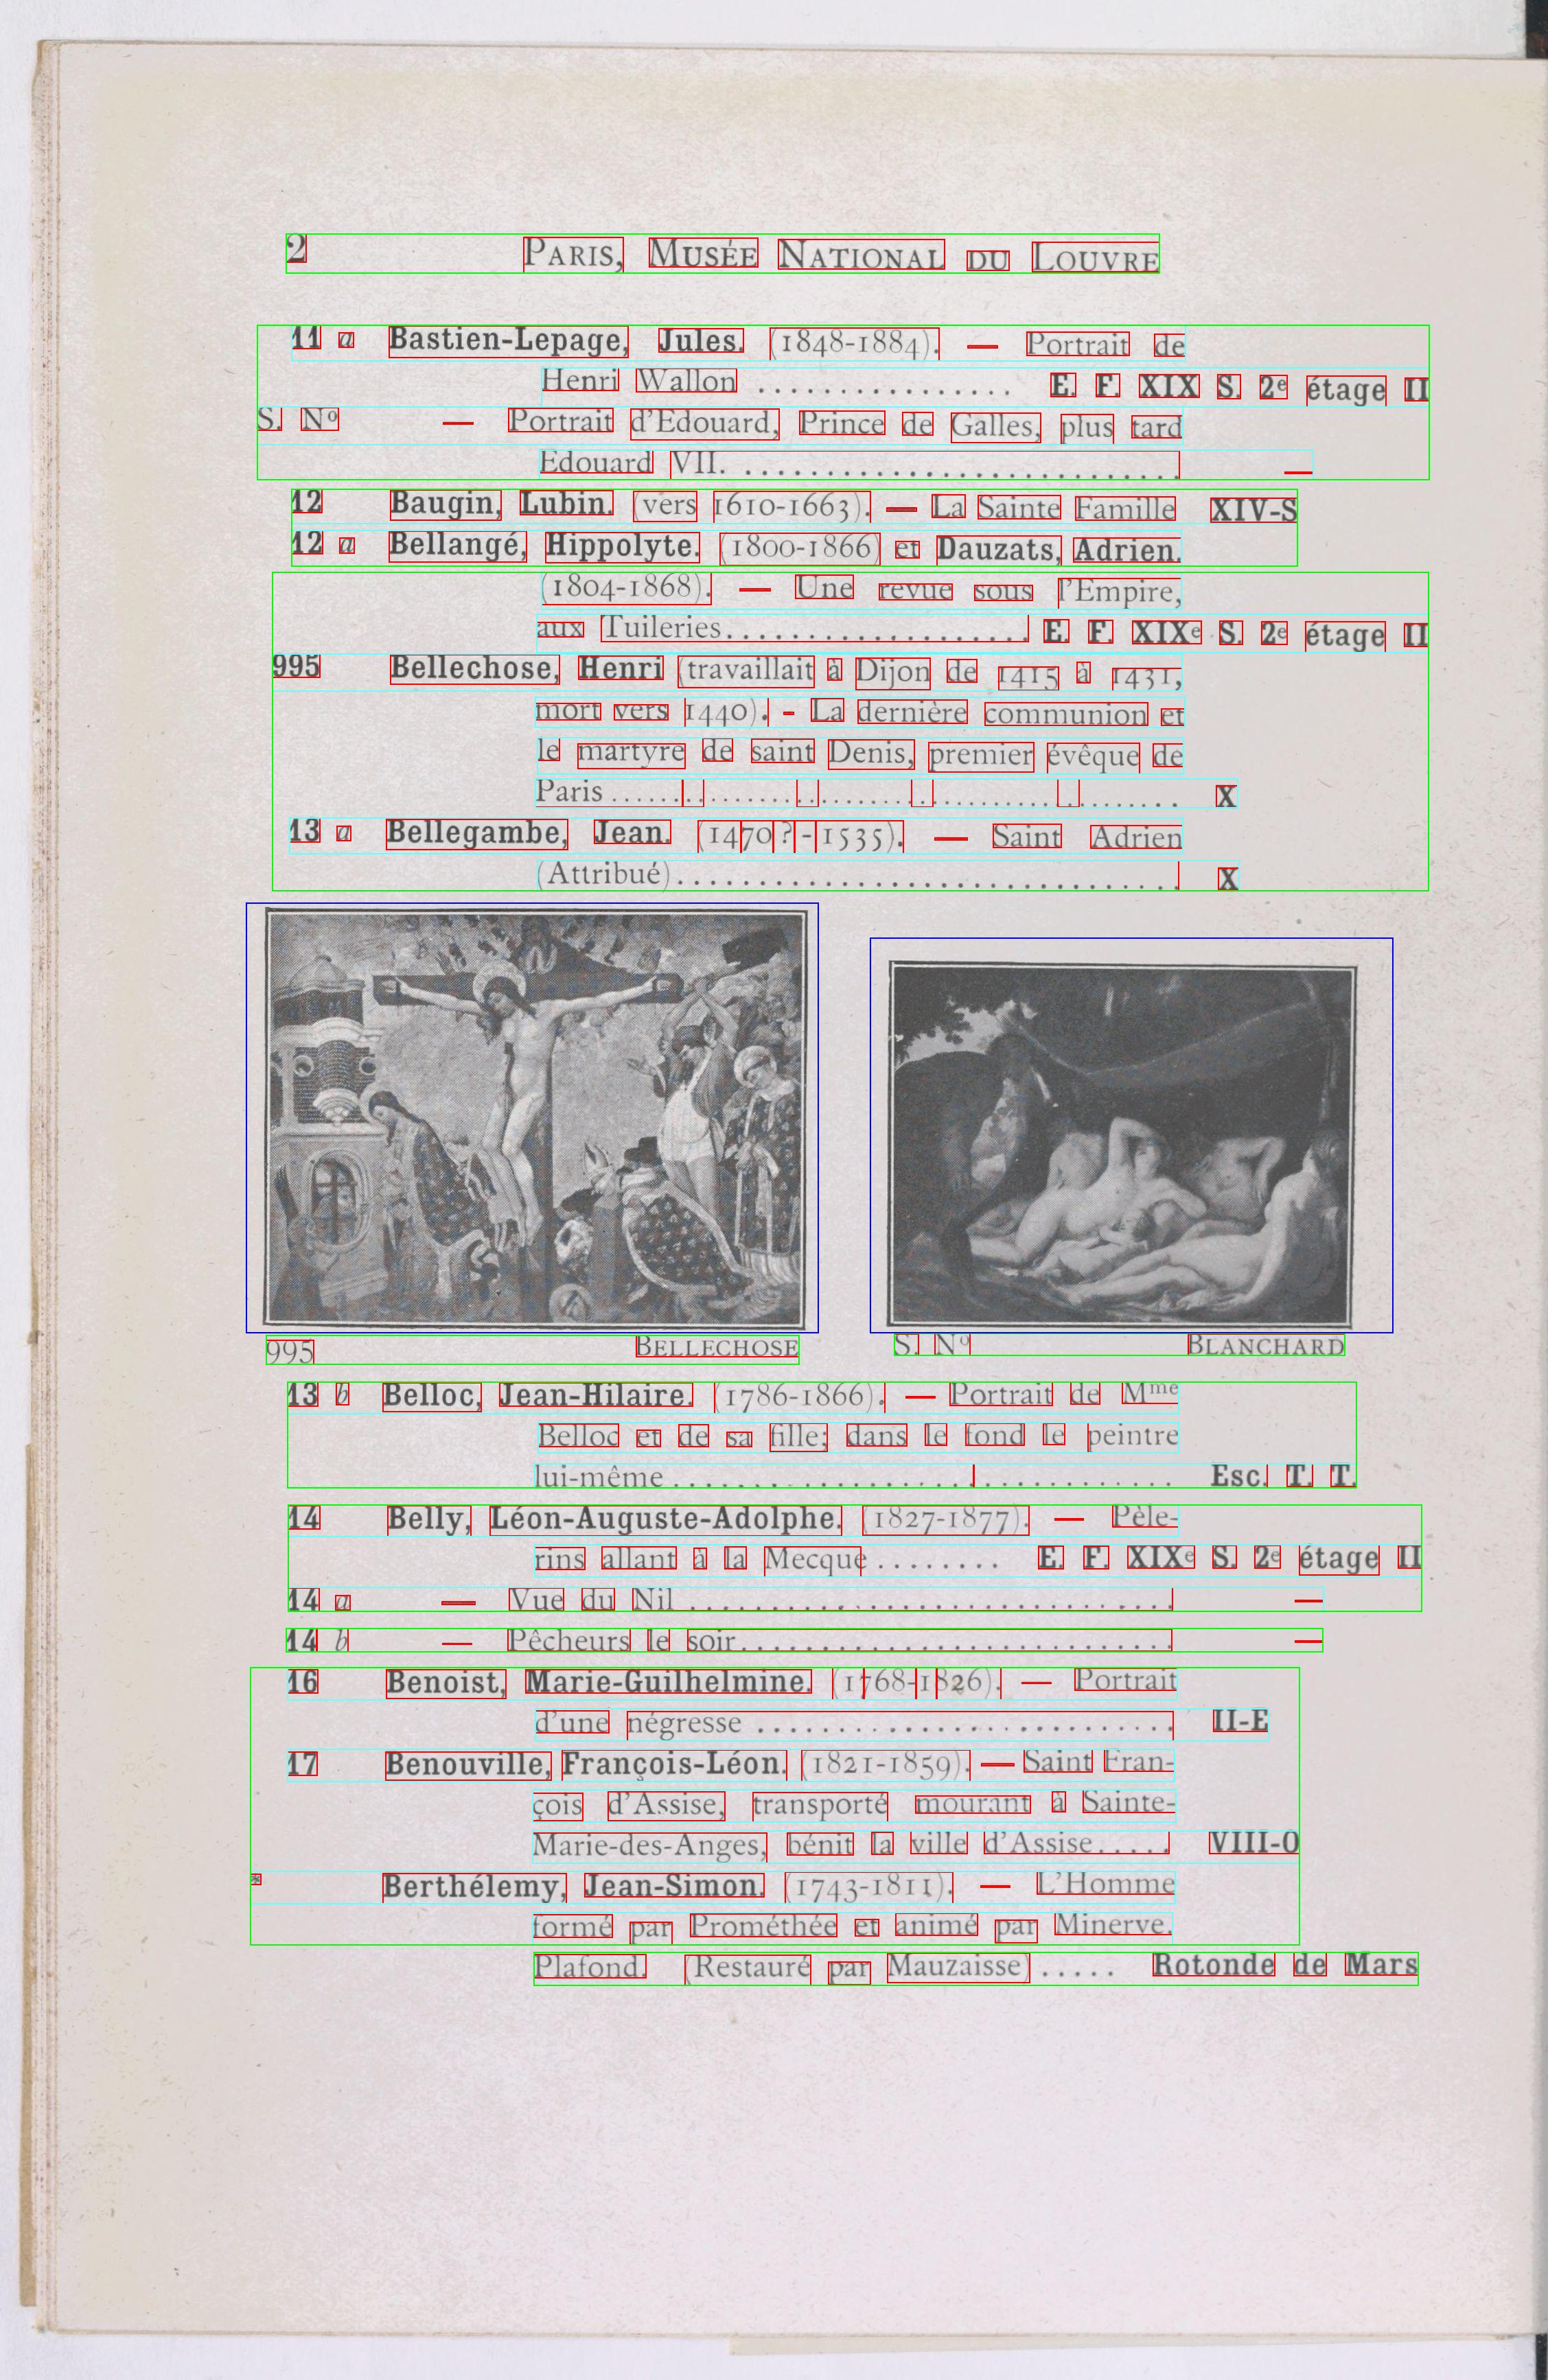 2 PARIS, MUSÉE NATIONAL DU LOUVRE
11 a Bastien-Lepage, Jules. (1848-1884). — Portrait de
Henri Wallon ................ E. F. XIX S. 2e étage II
S. No — Portrait d'Edouard, Prince de Galles, plus tard
Edouard VII. ........................... —
12 Baugin, Lubin. (vers 1610-1663). — La Sainte Famille XIV-S
12 a Bellangé, Hippolyte. (1800-1866) et Dauzats, Adrien.
(1804-1868). — Une revue sous l'Empire,
aux Tuileries................... E. F. XIXe S. 2e étage II
995 Bellechose, Henri (travaillait à Dijon de 1415 à 1431,
mort vers 1440). - La dernière communion et
le martyre de saint Denis, premier évêque de
Paris ................................... X
13 a Bellegambe, Jean. (1470?-1535). — Saint Adrien
(Attribué)............................... X
995 BELLECHOSE
S. No BLANCHARD
13 b Belloc, Jean-Hilaire. (1786-1866). — Portrait de Mme
Belloc et de sa fille; dans le fond le peintre
lui-même ............................... Esc. T. T.
14 Belly, Léon-Auguste-Adolphe. (1827-1877). — Pèle-
rins allant à la Mecque ........ E. F. XIXe S. 2e étage II
14 a — Vue du Nil .............................. —
14 b — Pêcheurs le soir........................... —
16 Benoist, Marie-Guilhelmine. (1768-1826). — Portrait
d'une négresse .......................... II-E
17 Benouville, François-Léon. (1821-1859). — Saint Fran-
çois d'Assise, transporté mourant à Sainte-
Marie-des-Anges, bénit la ville d'Assise..... VIII-O
* Berthélemy, Jean-Simon. (1743-1811). — L'Homme
formé par Prométhée et animé par Minerve.
Plafond. (Restauré par Mauzaisse) ..... Rotonde de Mars